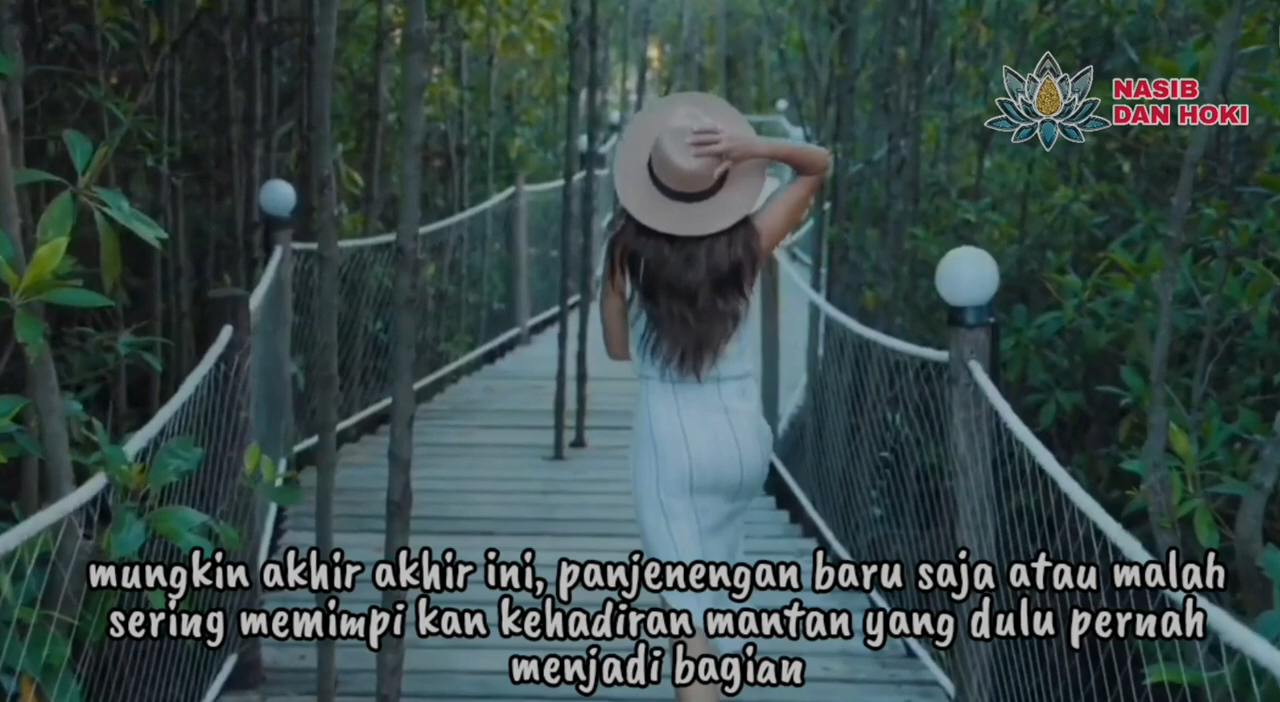 NASIB
DAN HOKI
mungkin akhir akhir ini, panjenengan baru saja atau malah
sering memimpi kan kehadiran mantan yang dulu pernah
menjadi bagian